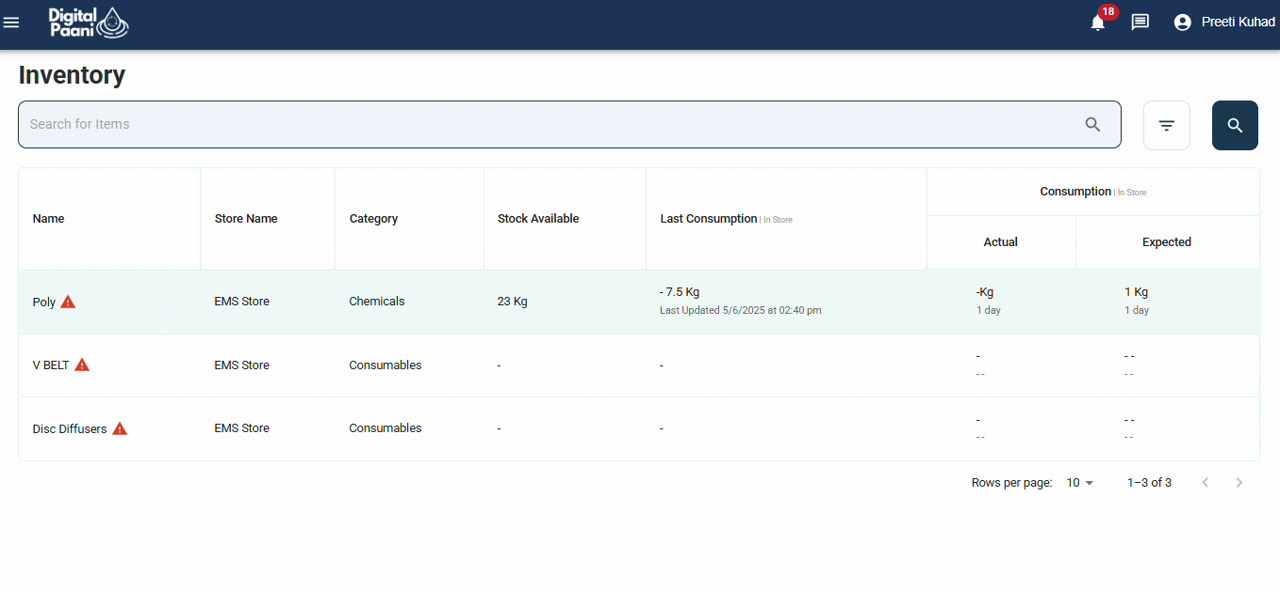 Digital
Paani
18
Preeti Kuhad
Inventory
Search for Items
Name
Store Name
Category
Stock Available
Last Consumption | In Store
Consumption | In Store
Actual
Expected
Poly
EMS Store
Chemicals
23 Kg
- 7.5 Kg
Last Updated 5/6/2025 at 02:40 pm
-Kg
1 day
1 Kg
1 day
V BELT
EMS Store
Consumables
-
-
-
- -
- -
- -
Disc Diffusers
EMS Store
Consumables
-
-
-
- -
- -
- -
Rows per page: 10
1–3 of 3